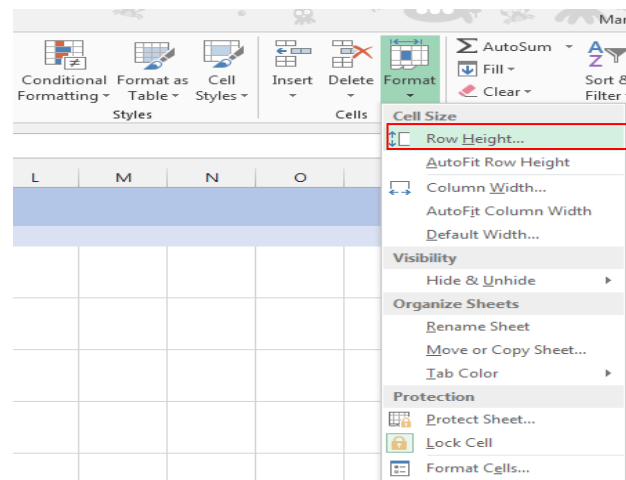 Mar
Conditional Formatting
Format as Table
Cell Styles
Styles
Insert
Delete
Format
Cells
AutoSum
Fill
Clear
Sort &
Filter
L M N O
Cell Size
Row Height...
AutoFit Row Height
Column Width...
AutoFit Column Width
Default Width...
Visibility
Hide & Unhide
Organize Sheets
Rename Sheet
Move or Copy Sheet...
Tab Color
Protection
Protect Sheet...
Lock Cell
Format Cells...